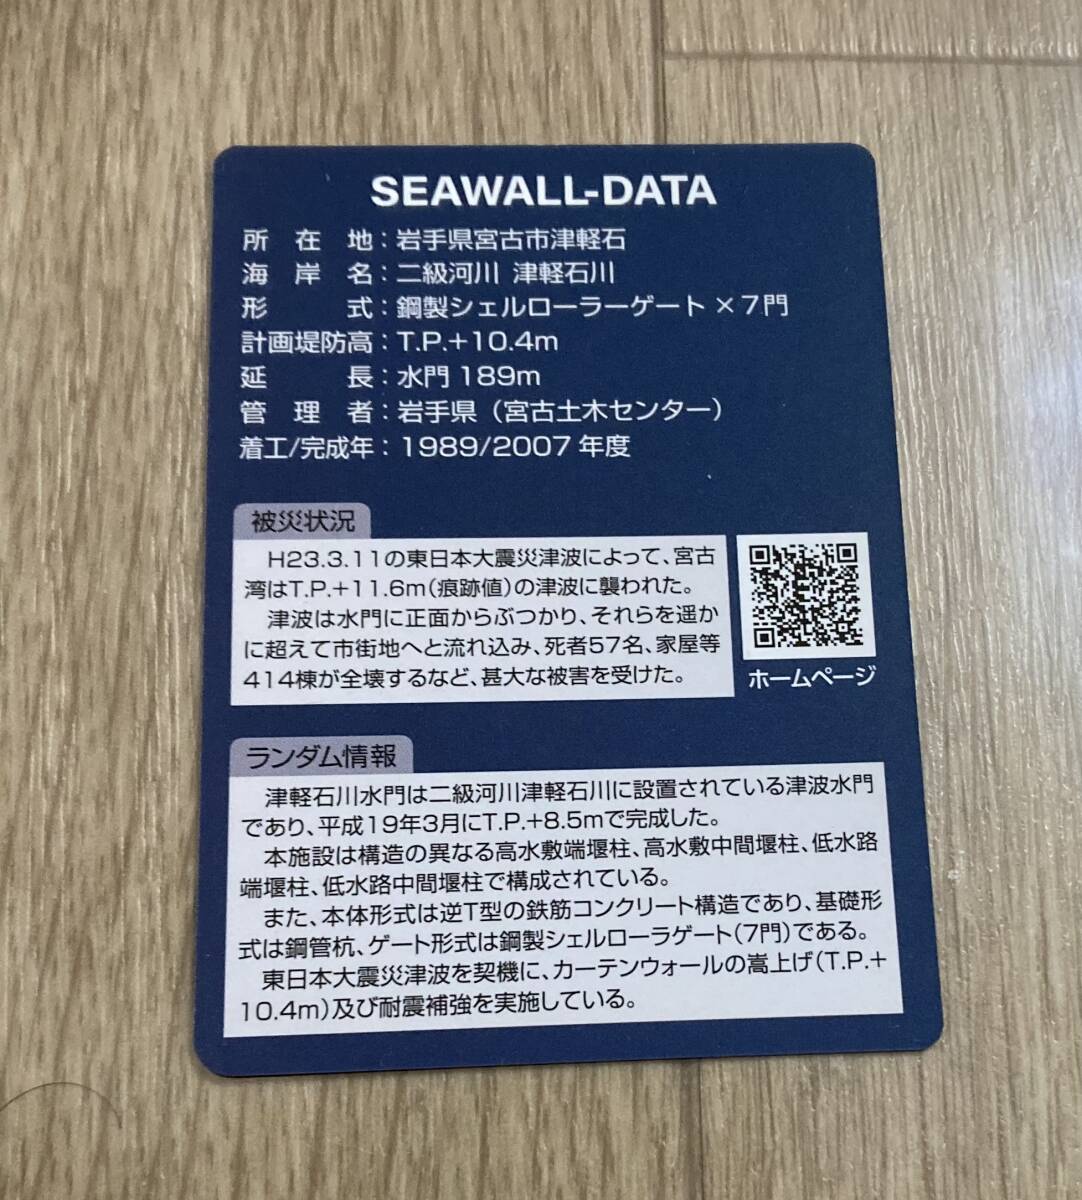 SEAWALL-DATA
所在地：岩手県宮古市津軽石
海岸名：二級河川 津軽石川
形式：鋼製シェルローラーゲート×7門
計画堤防高：T.P.+10.4m
延長：水門 189m
管理者：岩手県（宮古土木センター）
着工/完成年：1989/2007年度
被災状況
H23.3.11の東日本大震災津波によって、宮古
湾はT.P.+11.6m(痕跡値)の津波に襲われた。
津波は水門に正面からぶつかり、それらを遥か
に超えて市街地へと流れ込み、死者57名、家屋等
414棟が全壊するなど、甚大な被害を受けた。
ホームページ
ランダム情報
津軽石川水門は二級河川津軽石川に設置されている津波水門
であり、平成19年3月にT.P.+8.5mで完成した。
本施設は構造の異なる高水敷端堰柱、高水敷中間堰柱、低水路
端堰柱、低水路中間堰柱で構成されている。
また、本体形式は逆T型の鉄筋コンクリート構造であり、基礎形
式は鋼管杭、ゲート形式は鋼製シェルローラゲート(7門)である。
東日本大震災津波を契機に、カーテンウォールの嵩上げ(T.P.+
10.4m)及び耐震補強を実施している。